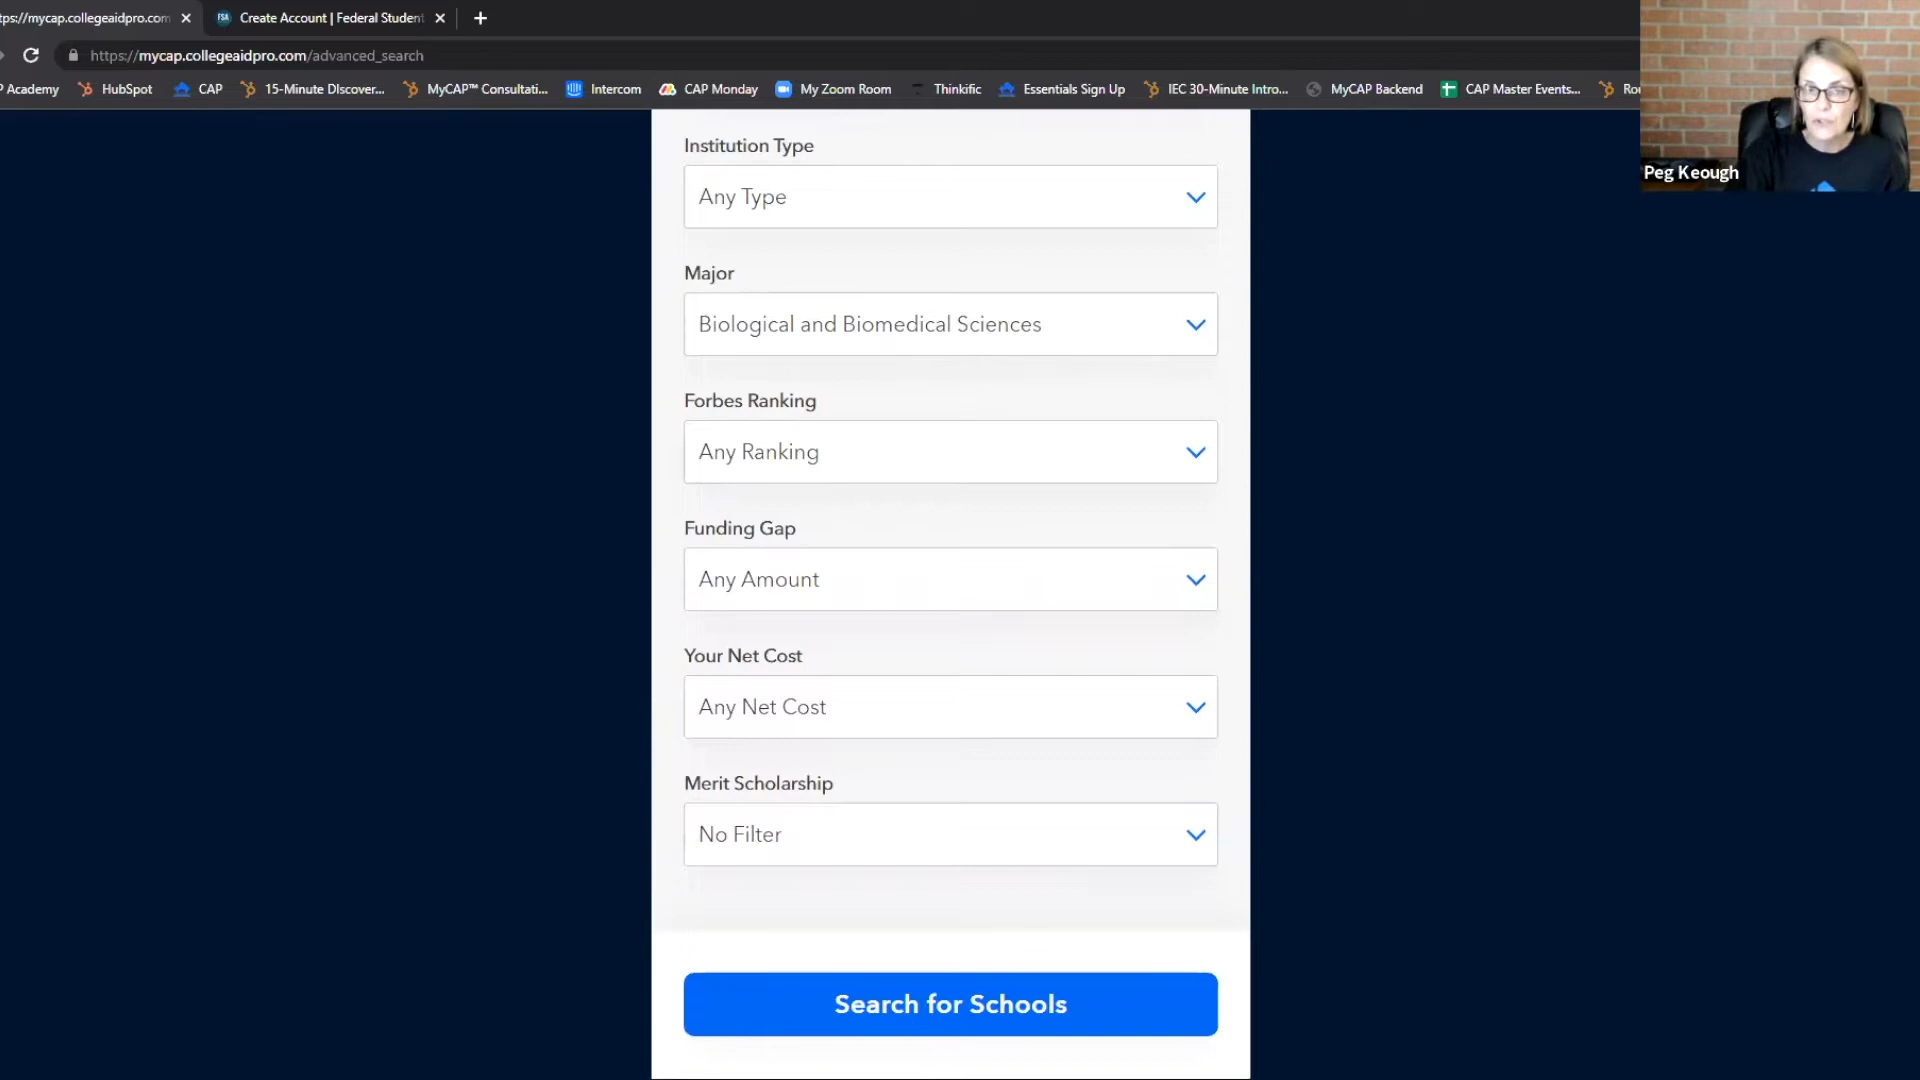 tps://mycap.collegeaidpro.com
FSA Create Account | Federal Student
https://mycap.collegeaidpro.com/advanced_search
P Academy HubSpot CAP 15-Minute DIscover... MyCAP™ Consultati... Intercom CAP Monday My Zoom Room Thinkific Essentials Sign Up IEC 30-Minute Intro... MyCAP Backend CAP Master Events... Ro
Peg Keough
Institution Type
Any Type
Major
Biological and Biomedical Sciences
Forbes Ranking
Any Ranking
Funding Gap
Any Amount
Your Net Cost
Any Net Cost
Merit Scholarship
No Filter
Search for Schools